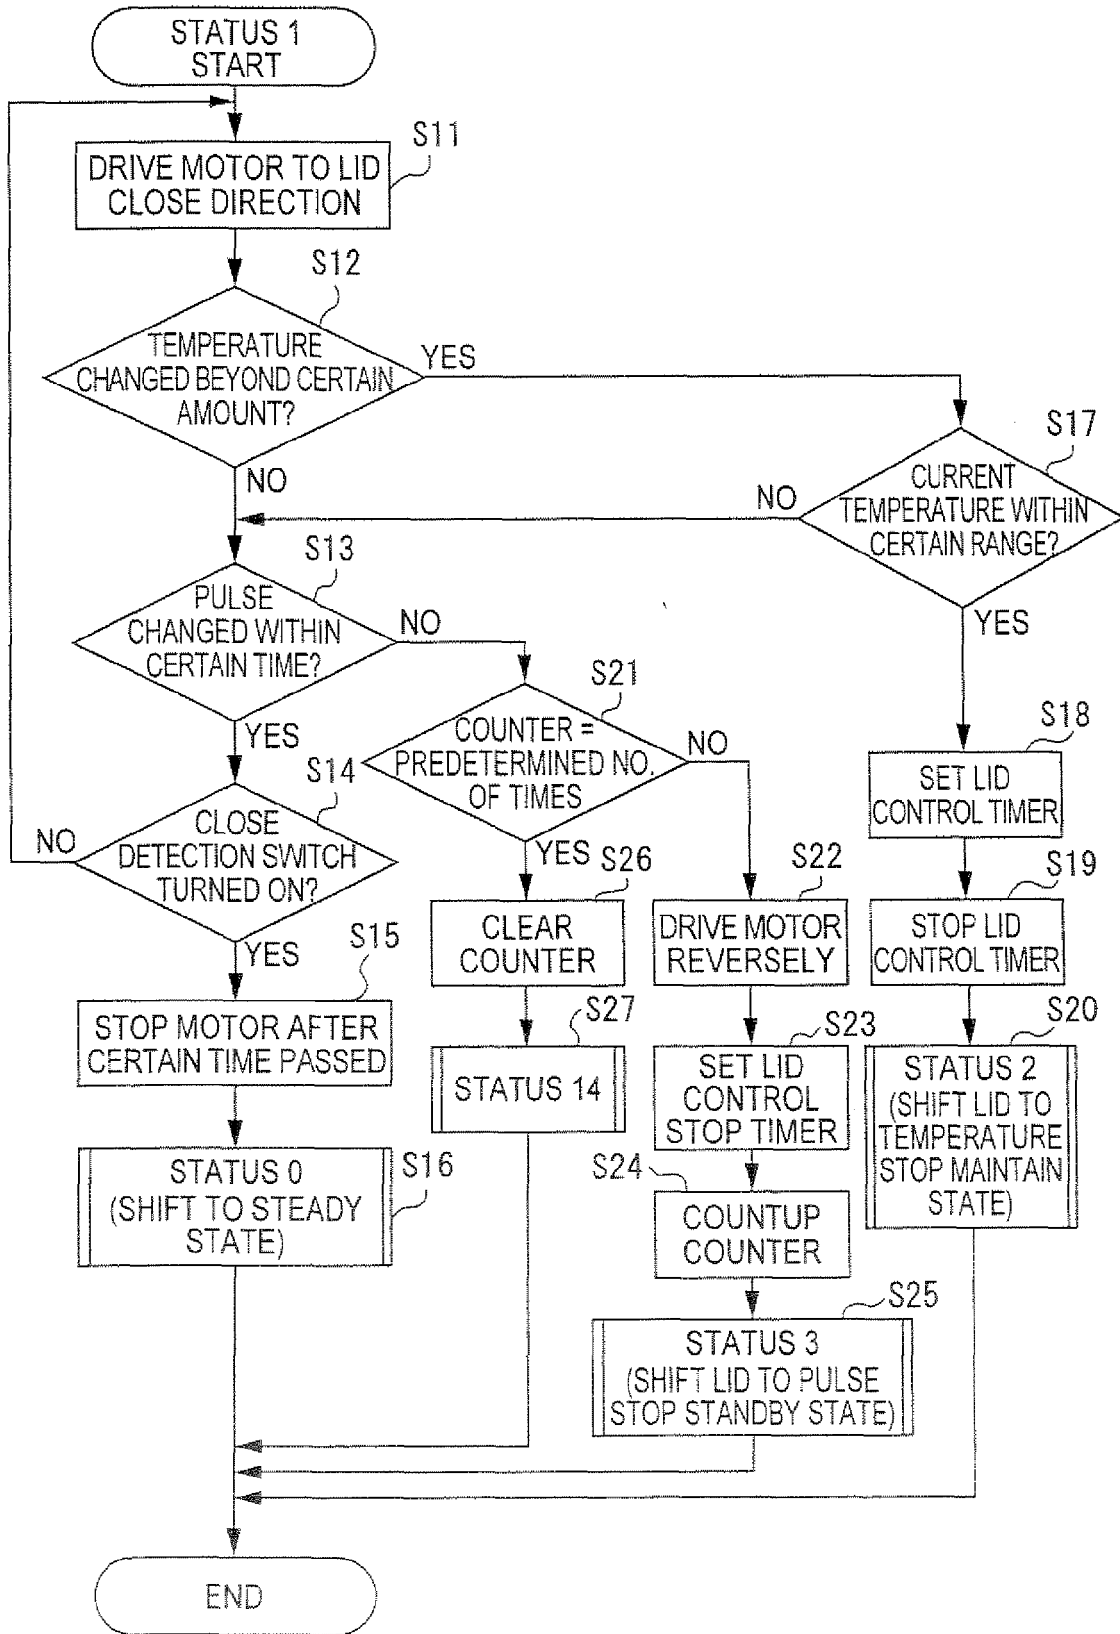 STATUS 1
START
S11
DRIVE MOTOR TO LID
CLOSE DIRECTION
S12
TEMPERATURE
CHANGED BEYOND CERTAIN
AMOUNT?
YES
NO
S17
CURRENT
TEMPERATURE WITHIN
CERTAIN RANGE?
NO
YES
S13
PULSE
CHANGED WITHIN
CERTAIN TIME?
NO
YES
S21
COUNTER =
PREDETERMINED NO.
OF TIMES
NO
YES
S14
CLOSE
DETECTION SWITCH
TURNED ON?
NO
YES
S18
SET LID
CONTROL TIMER
S19
STOP LID
CONTROL TIMER
S20
STATUS 2
(SHIFT LID TO
TEMPERATURE
STOP MAINTAIN
STATE)
S26
CLEAR
COUNTER
S27
STATUS 14
S22
DRIVE MOTOR
REVERSELY
S23
SET LID
CONTROL
STOP TIMER
S24
COUNTUP
COUNTER
S25
STATUS 3
(SHIFT LID TO PULSE
STOP STANDBY STATE)
S15
STOP MOTOR AFTER
CERTAIN TIME PASSED
S16
STATUS 0
(SHIFT TO STEADY
STATE)
END